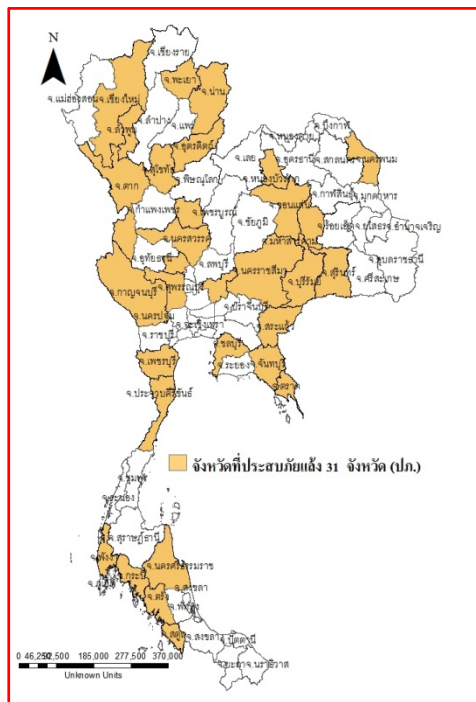 N
จ.เชียงราย
จ.พะเยา
จ.น่าน
จ.แม่ฮ่องสอน
จ.เชียงใหม่
จ.ลำปาง
จ.แพร่
จ.ลำพูน
จ.อุตรดิตถ์
จ.บึงกาฬ
จ.หนองคาย
จ.เลย
จ.อุดรธานี
จ.สกลนคร
จ.นครพนม
จ.ตาก
จ.สุโขทัย
จ.พิษณุโลก
จ.หนองบัวลำภู
จ.ขอนแก่น
จ.กาฬสินธุ์
จ.มุกดาหาร
จ.กำแพงเพชร
จ.เพชรบูรณ์
จ.ชัยภูมิ
จ.มหาสารคาม
จ.ร้อยเอ็ด
จ.ยโสธร
จ.อำนาจเจริญ
จ.นครสวรรค์
จ.อุทัยธานี
จ.ลพบุรี
จ.นครราชสีมา
จ.บุรีรัมย์
จ.สุรินทร์
จ.อุบลราชธานี
จ.ศรีสะเกษ
จ.กาญจนบุรี
จ.สุพรรณบุรี
จ.นครปฐม
จ.ปราจีนบุรี
จ.ฉะเชิงเทรา
จ.สระแก้ว
จ.ราชบุรี
จ.ชลบุรี
จ.ระยอง
จ.จันทบุรี
จ.ตราด
จ.เพชรบุรี
จ.ประจวบคีรีขันธ์
จังหวัดที่ประสบภัยแล้ง 31 จังหวัด (ปภ.)
จ.ชุมพร
จ.ระนอง
จ.สุราษฎร์ธานี
จ.พังงา
จ.กระบี่
จ.นครศรีธรรมราช
จ.สงขลา
จ.ตรัง
จ.พัทลุง
จ.สตูล
จ.สงขลา
จ.ปัตตานี
จ.ยะลา
จ.นราธิวาส
0 46,250 92,500 185,000 277,500 370,000
Unknown Units